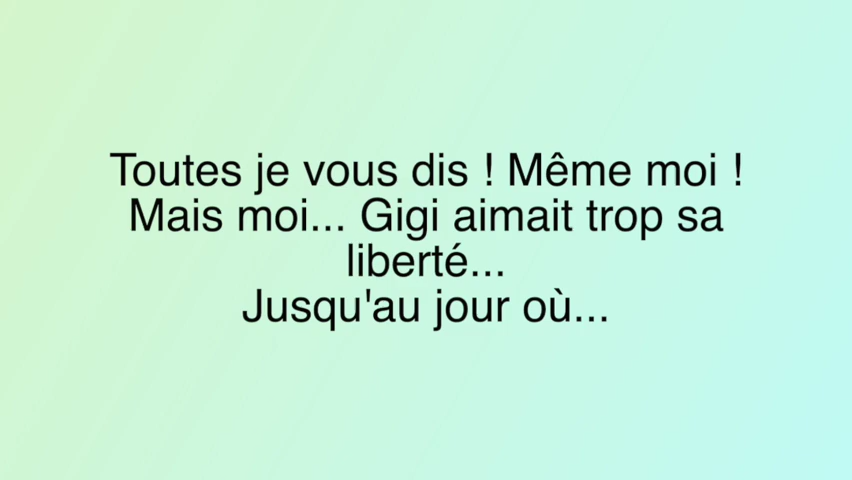 Toutes je vous dis ! Même moi !
Mais moi... Gigi aimait trop sa
liberté...
Jusqu'au jour où...